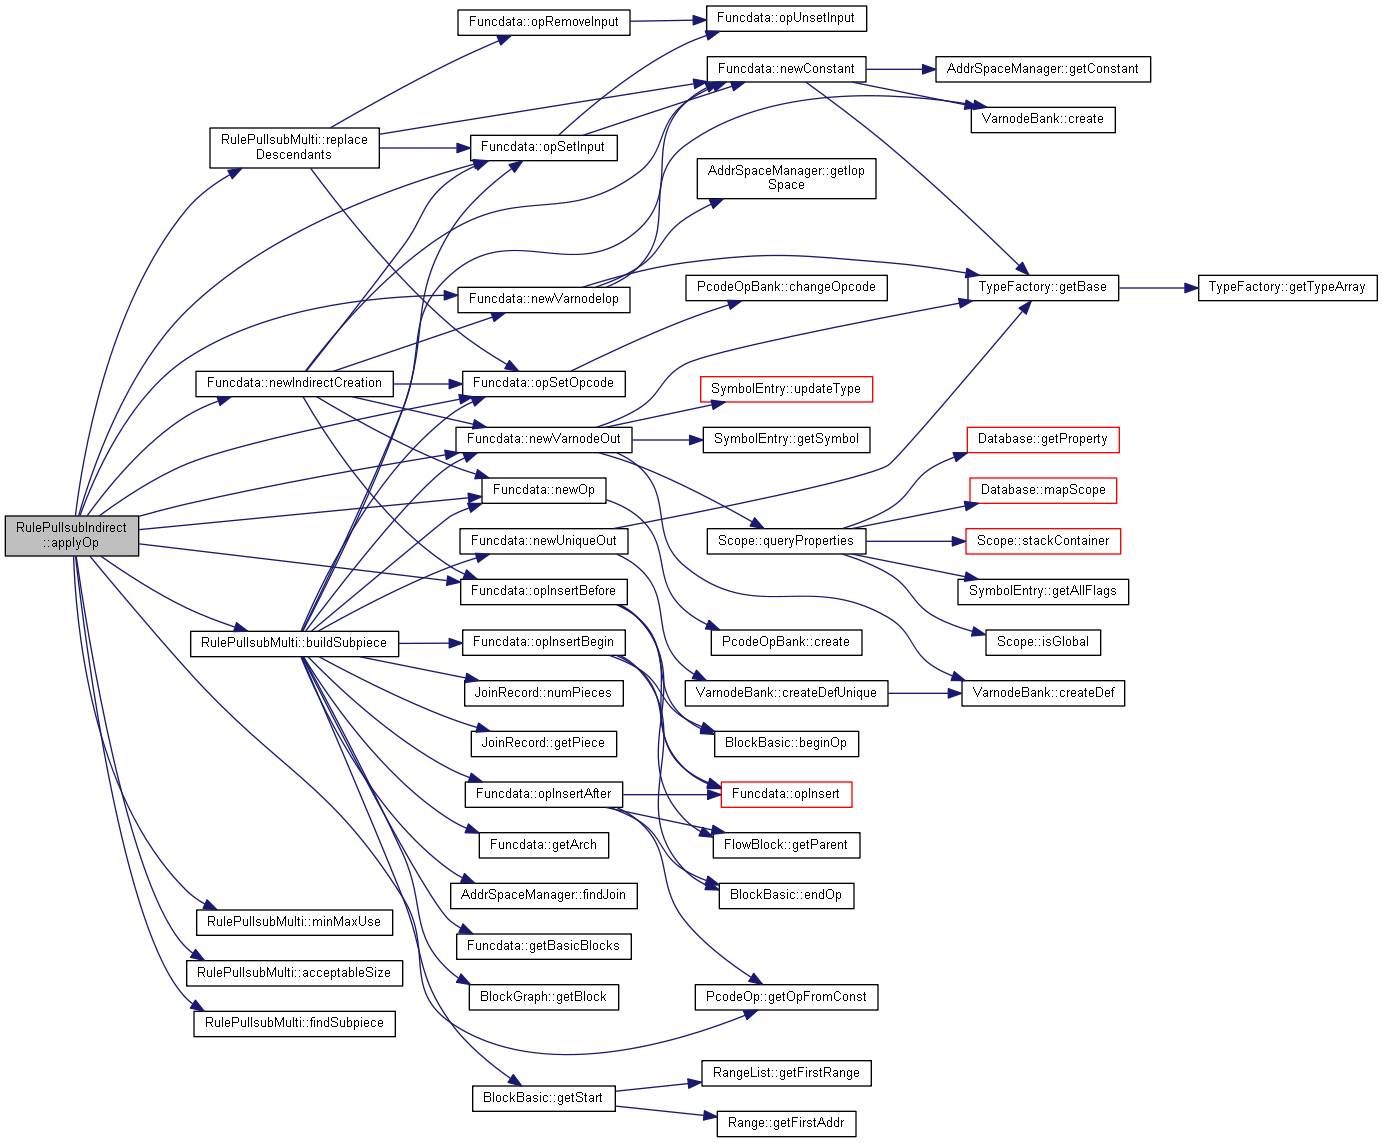 Funcdata::opRemoveInput
Funcdata::opUnsetInput
Funcdata::newConstant
AddrSpaceManager::getConstant
VarnodeBank::create
RulePullsubMulti::replace
Descendants
Funcdata::opSetInput
AddrSpaceManager::getIop
Space
Funcdata::newVarnodeIop
PcodeOpBank::changeOpcode
TypeFactory::getBase
TypeFactory::getTypeArray
Funcdata::newIndirectCreation
Funcdata::opSetOpcode
SymbolEntry::updateType
Funcdata::newVarnodeOut
SymbolEntry::getSymbol
Database::getProperty
Funcdata::newOp
Database::mapScope
RulePullsubIndirect
::applyOp
Funcdata::newUniqueOut
Scope::queryProperties
Scope::stackContainer
Funcdata::opInsertBefore
SymbolEntry::getAllFlags
RulePullsubMulti::buildSubpiece
Funcdata::opInsertBegin
PcodeOpBank::create
Scope::isGlobal
JoinRecord::numPieces
VarnodeBank::createDefUnique
VarnodeBank::createDef
JoinRecord::getPiece
BlockBasic::beginOp
Funcdata::opInsertAfter
Funcdata::opInsert
Funcdata::getArch
FlowBlock::getParent
AddrSpaceManager::findJoin
BlockBasic::endOp
RulePullsubMulti::minMaxUse
Funcdata::getBasicBlocks
RulePullsubMulti::acceptableSize
BlockGraph::getBlock
PcodeOp::getOpFromConst
RulePullsubMulti::findSubpiece
RangeList::getFirstRange
BlockBasic::getStart
Range::getFirstAddr